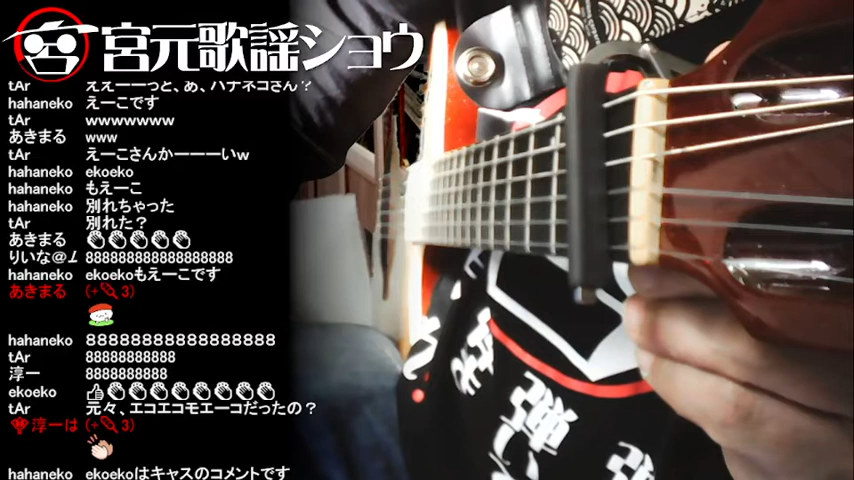 宮元歌謡ショウ
tAr ええーーっと、あ、ハナネコさん？
hahaneko えーこです
tAr wwwwwww
あきまる www
tAr えーこさんかーーーいw
hahaneko ekoeko
hahaneko もえーこ
hahaneko 別れちゃった
tAr 別れた？
あきまる 👏👏👏👏👏
りいな@ 888888888888888888
hahaneko ekoekoもえーこです
あきまる (+🍡3)
hahaneko 88888888888888888
tAr 88888888888
淳一 8888888888
ekoeko 👍👏👏👏👏👏👏👏👏
tAr 元々、エコエコモエーコだったの？
淳一は (+🍡3)
hahaneko ekoekoはキャスのコメントです
弾